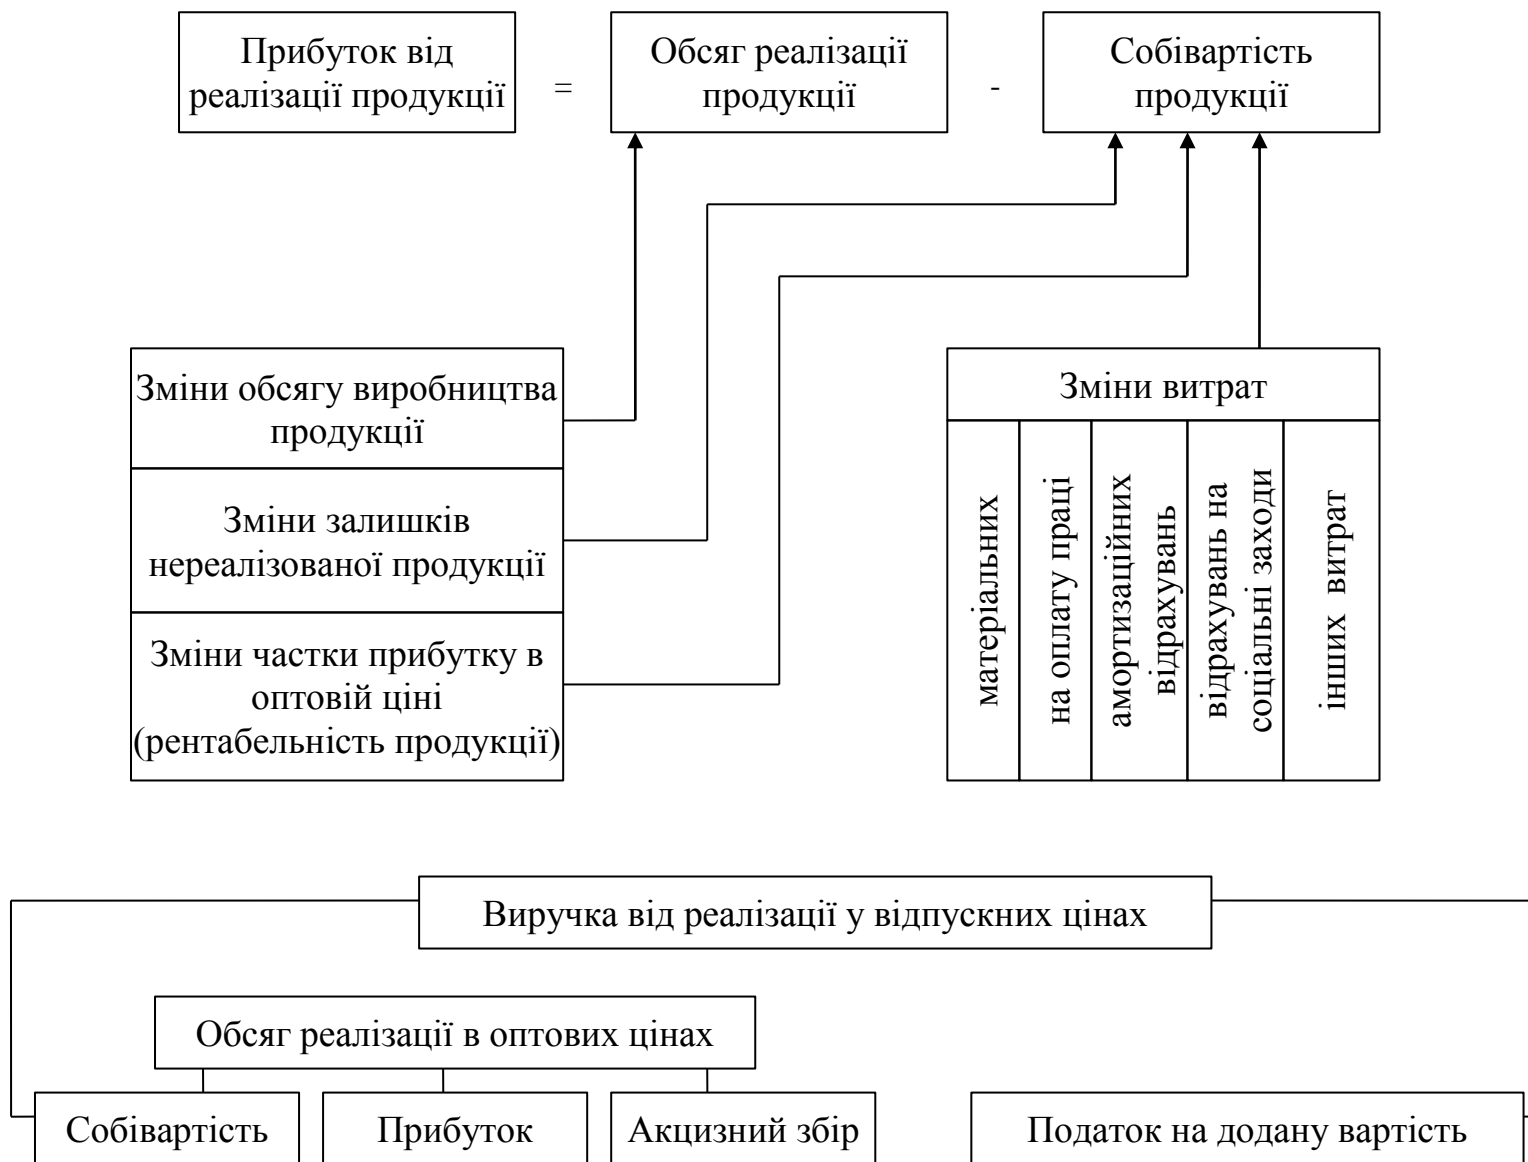 Прибуток від
реалізації продукції
=
Обсяг реалізації
продукції
-
Собівартість
продукції
Зміни обсягу виробництва
продукції
Зміни залишків
нереалізованої продукції
Зміни частки прибутку в
оптовій ціні
(рентабельність продукції)
Зміни витрат
матеріальних
на оплату праці
амортизаційних
відрахувань
відрахувань на
соціальні заходи
інших витрат
Виручка від реалізації у відпускних цінах
Обсяг реалізації в оптових цінах
Собівартість
Прибуток
Акцизний збір
Податок на додану вартість